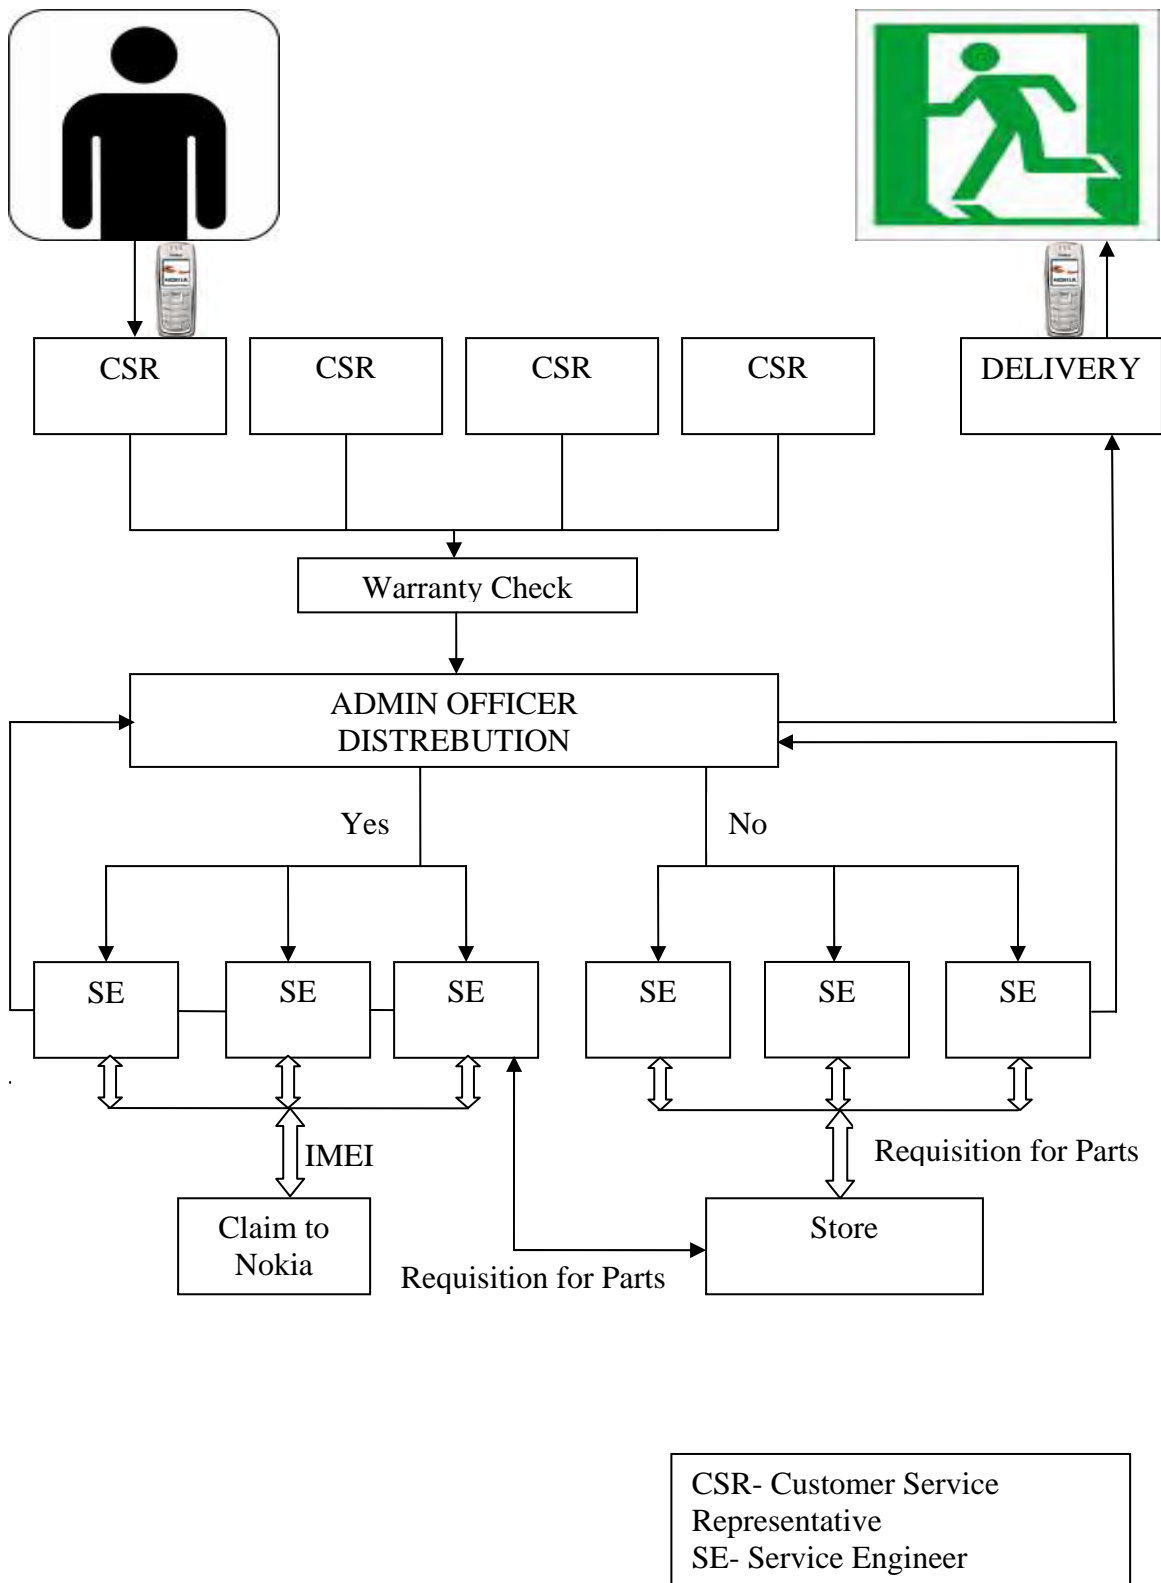 CSR
CSR
CSR
CSR
DELIVERY
Warranty Check
ADMIN OFFICER
DISTREBUTION
Yes
No
SE
SE
SE
SE
SE
SE
IMEI
Requisition for Parts
Claim to
Nokia
Store
Requisition for Parts
CSR- Customer Service
Representative
SE- Service Engineer